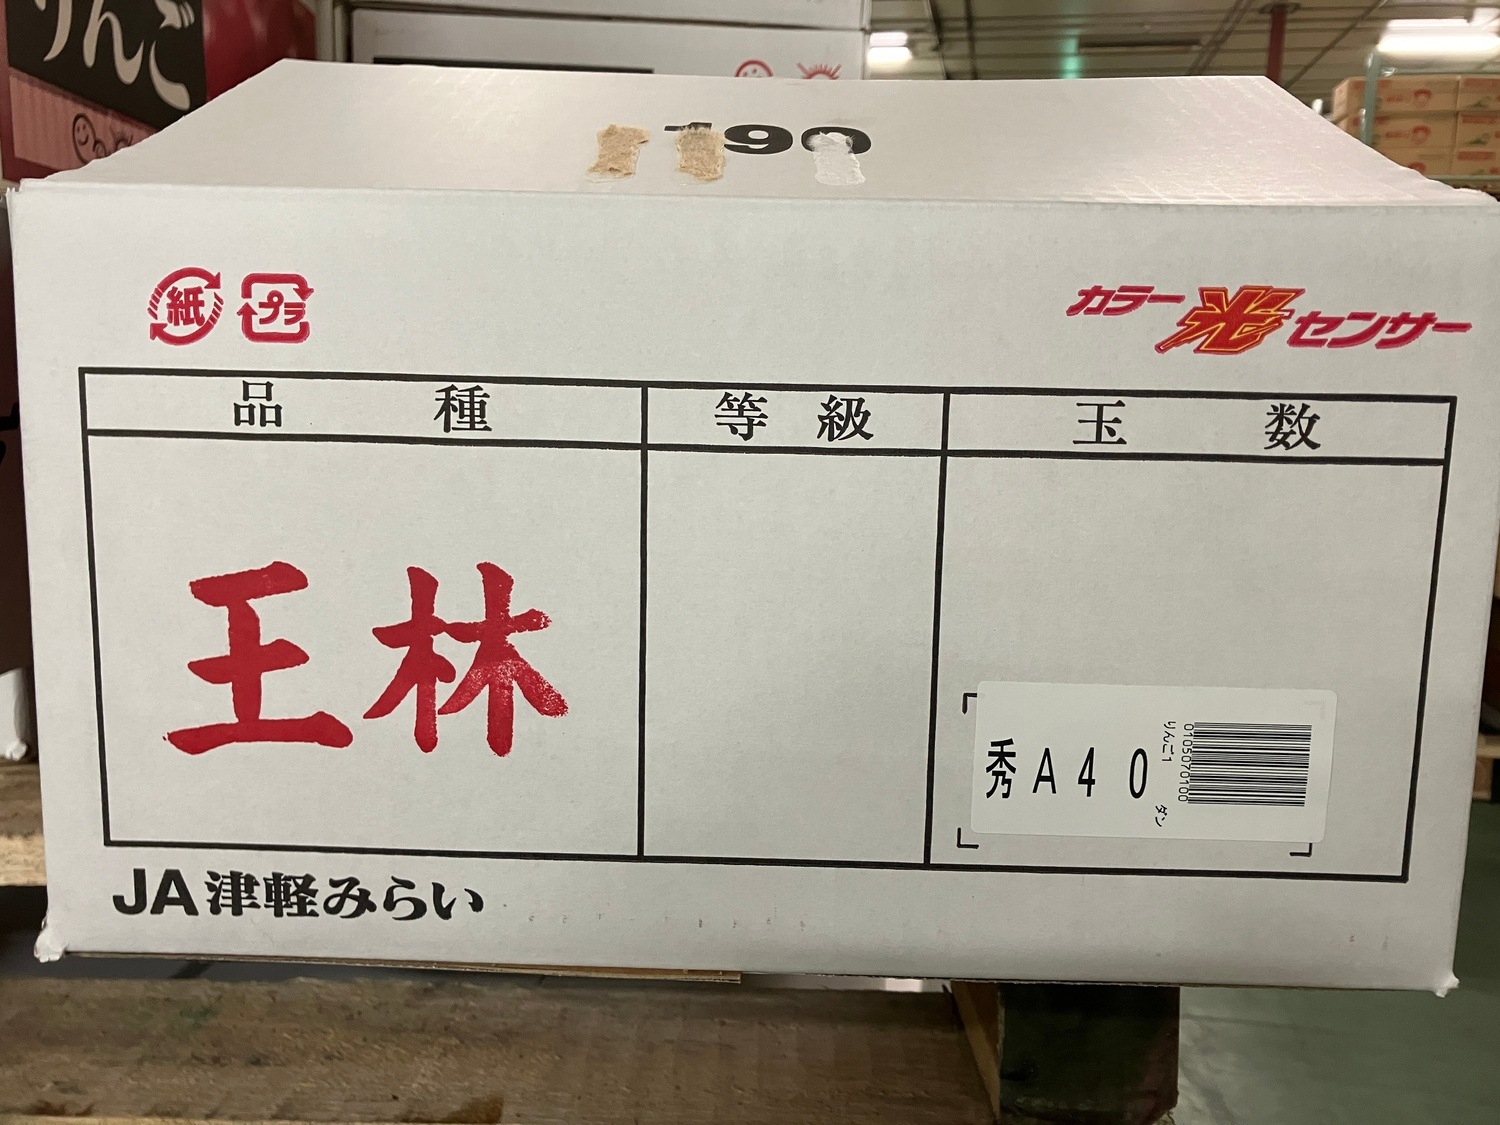 りんご
190
紙 プラ
カラー光センサー
品種 等級 玉数
王林
秀A40
りんご1
0105070100
ダン
JA津軽みらい